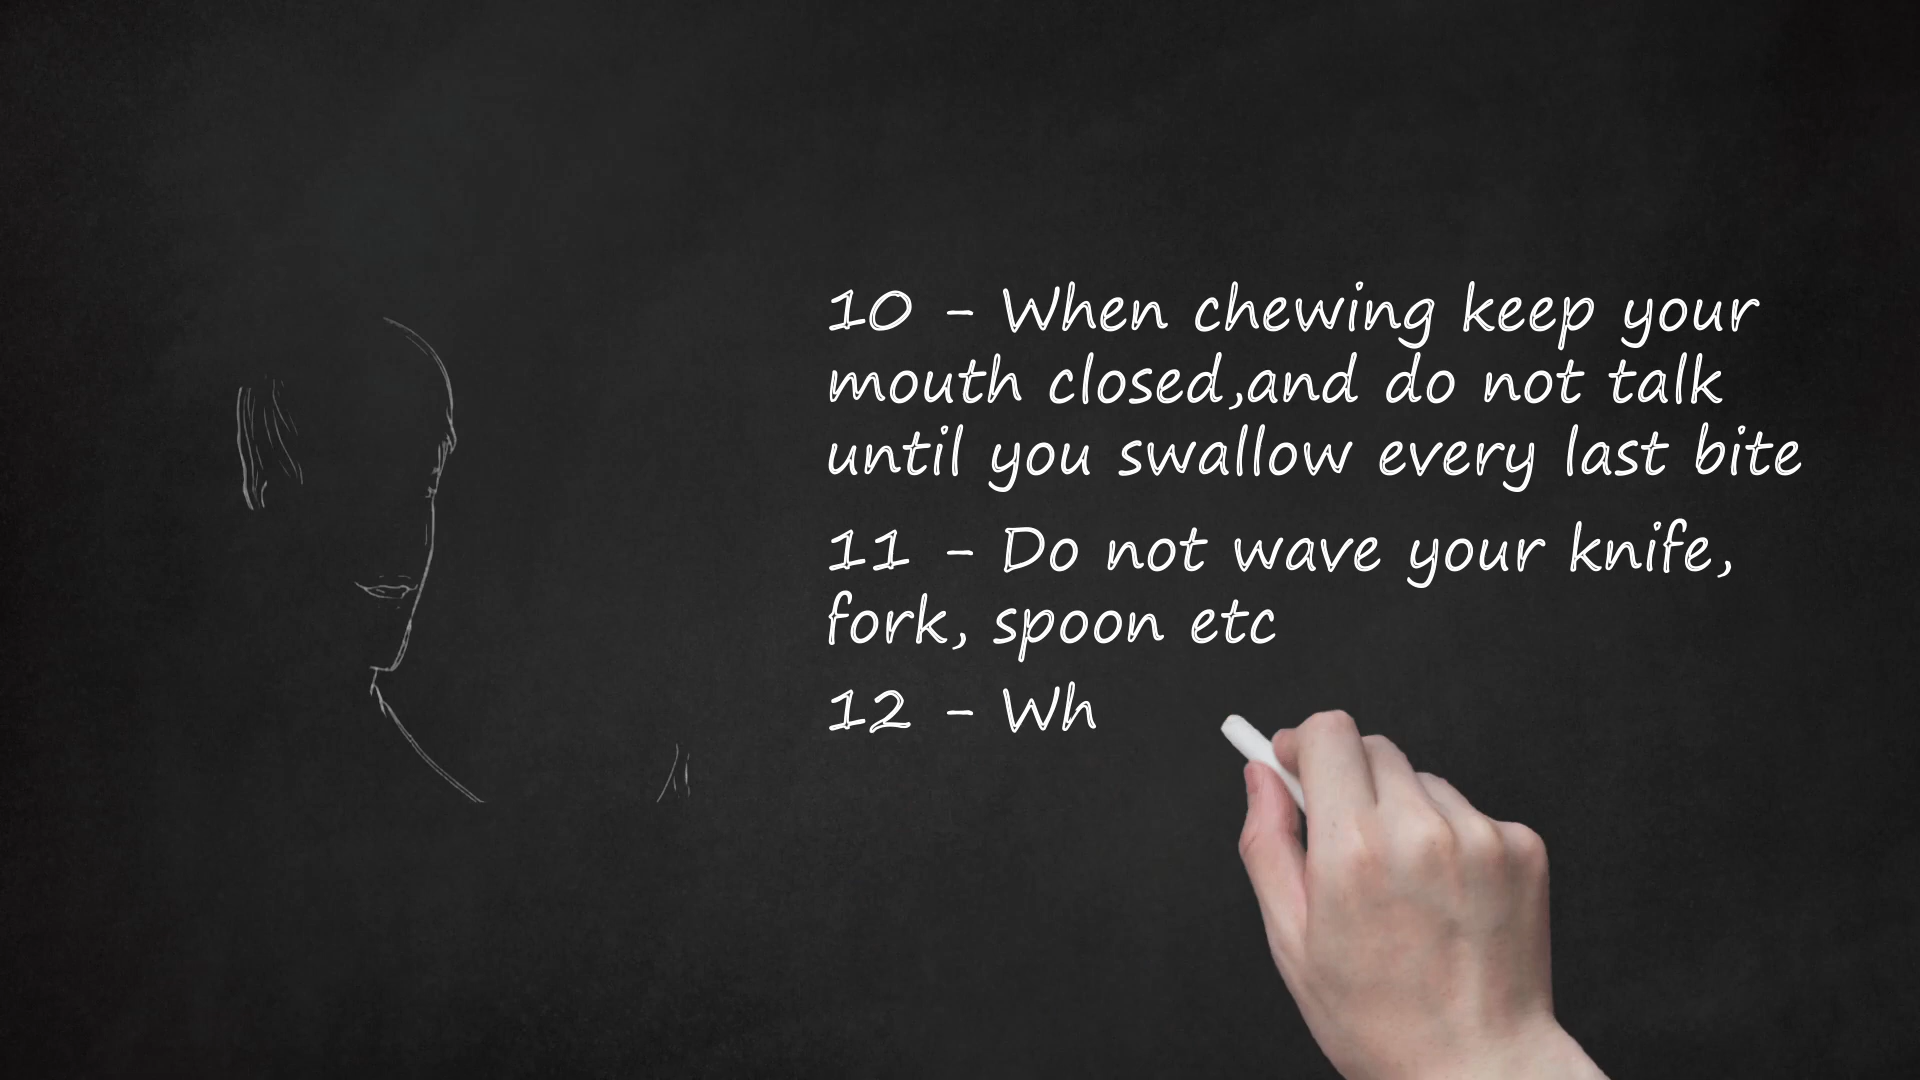 10 - When chewing keep your
mouth closed,and do not talk
until you swallow every last bite
11 - Do not wave your knife,
fork, spoon etc
12 - Wh